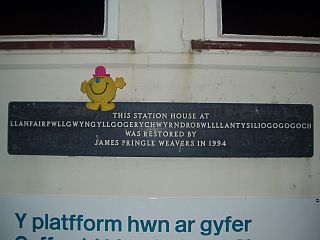 THIS STATION HOUSE AT
LLANFAIRPWLLGWYNGYLLGOGERYCHWYRNDROBWLLLLANTYSILIOGOGOGOCH
WAS RESTORED BY
JAMES PRINGLE WEAVERS IN 1994
Y platfform hwn ar gyfer